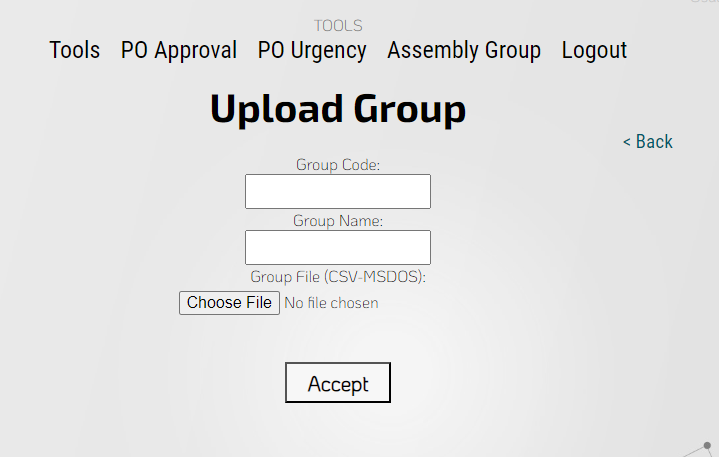 TOOLS
Tools PO Approval PO Urgency Assembly Group Logout
Upload Group
< Back
Group Code:
Group Name:
Group File (CSV-MSDOS):
Choose File No file chosen
Accept